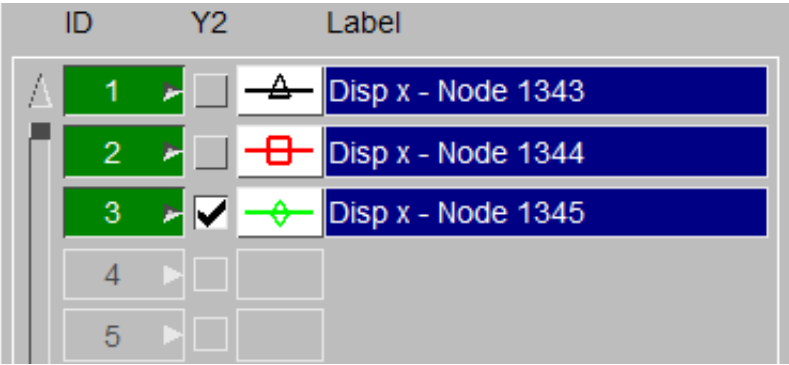 ID Y2 Label
1 Disp x - Node 1343
2 Disp x - Node 1344
3 Disp x - Node 1345
4
5